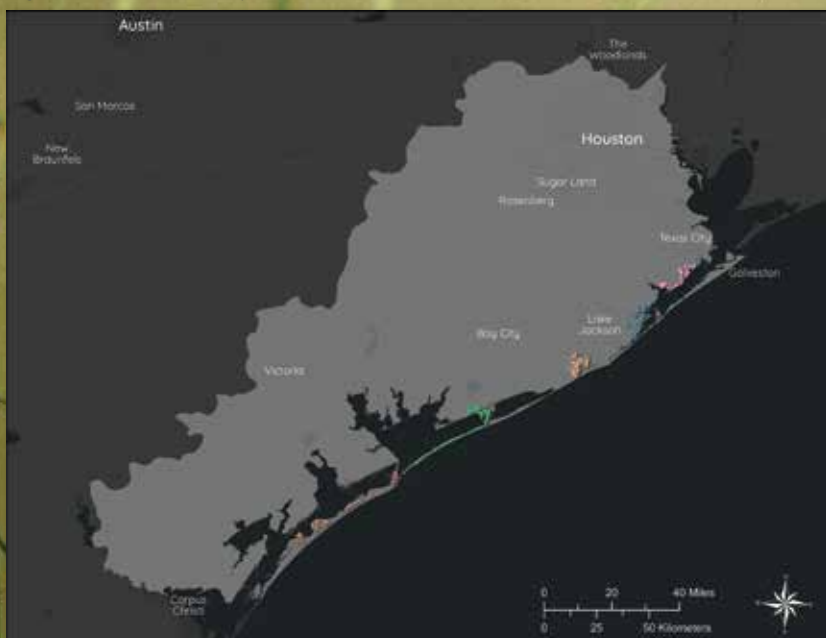 Austin
The
Woodlands
San Marcos
Houston
New
Braunfels
Sugar Land
Rosenberg
Texas City
Galveston
Lake
Jackson
Bay City
Victoria
Corpus
Christi
0 20 40 Miles
0 25 50 Kilometers